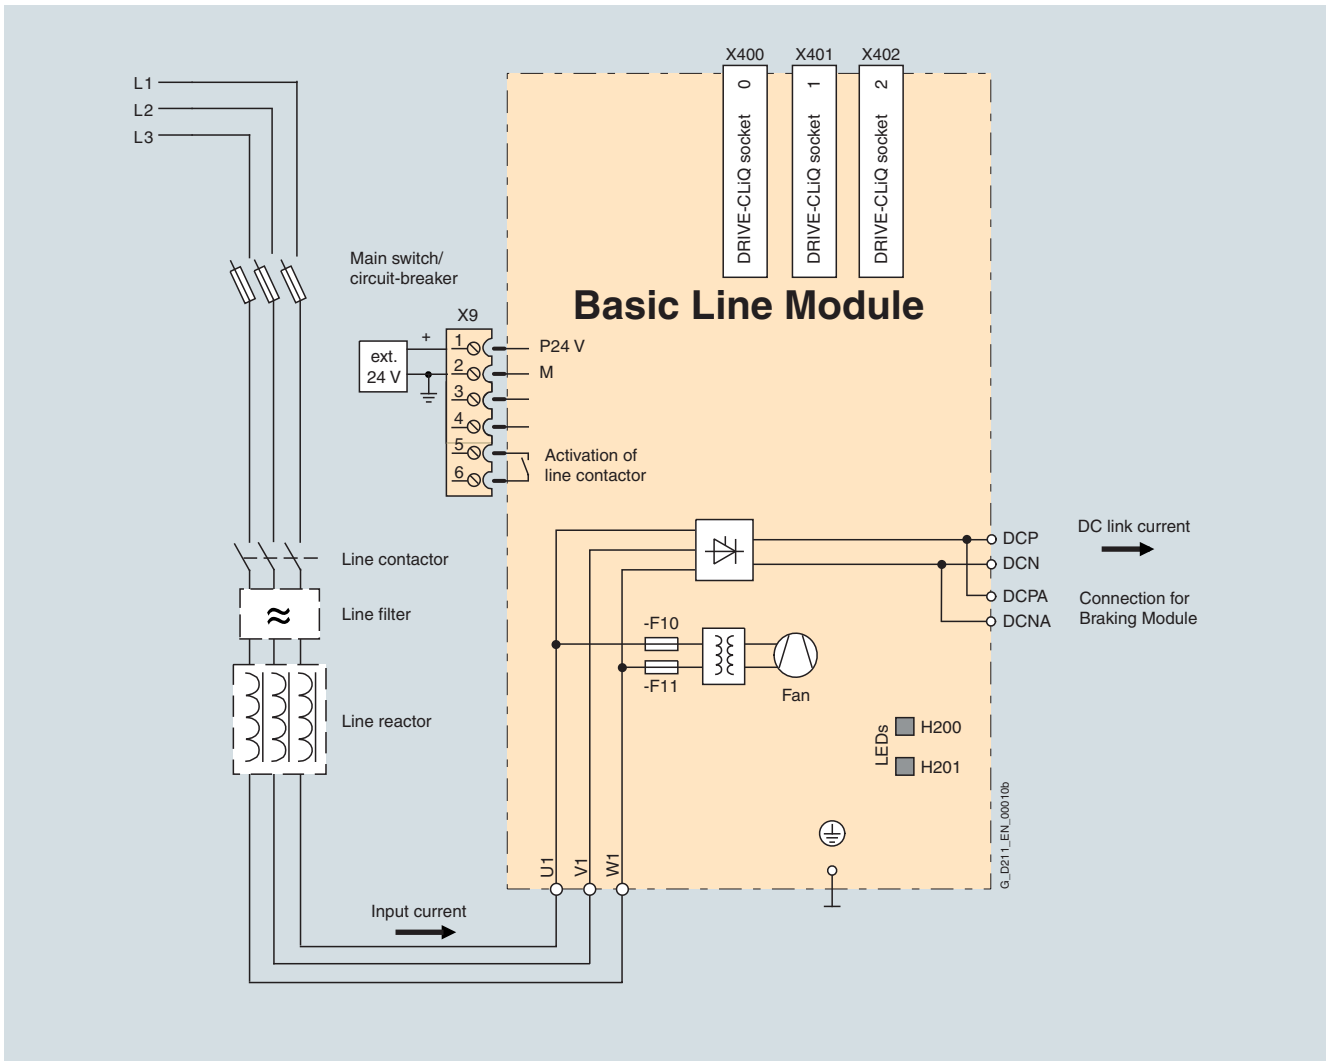 X400
X401
X402
L1
L2
L3
DRIVE-CLiQ socket 0
DRIVE-CLiQ socket 1
DRIVE-CLiQ socket 2
Main switch/
circuit-breaker
Basic Line Module
X9
ext.
24 V
+
1
2
3
4
5
6
P24 V
M
Activation of
line contactor
Line contactor
Line filter
≈
Line reactor
DCP
DCN
DCPA
DCNA
DC link current
Connection for
Braking Module
-F10
-F11
Fan
LEDs
H200
H201
U1
V1
W1
Input current
G_D211_EN_00010b